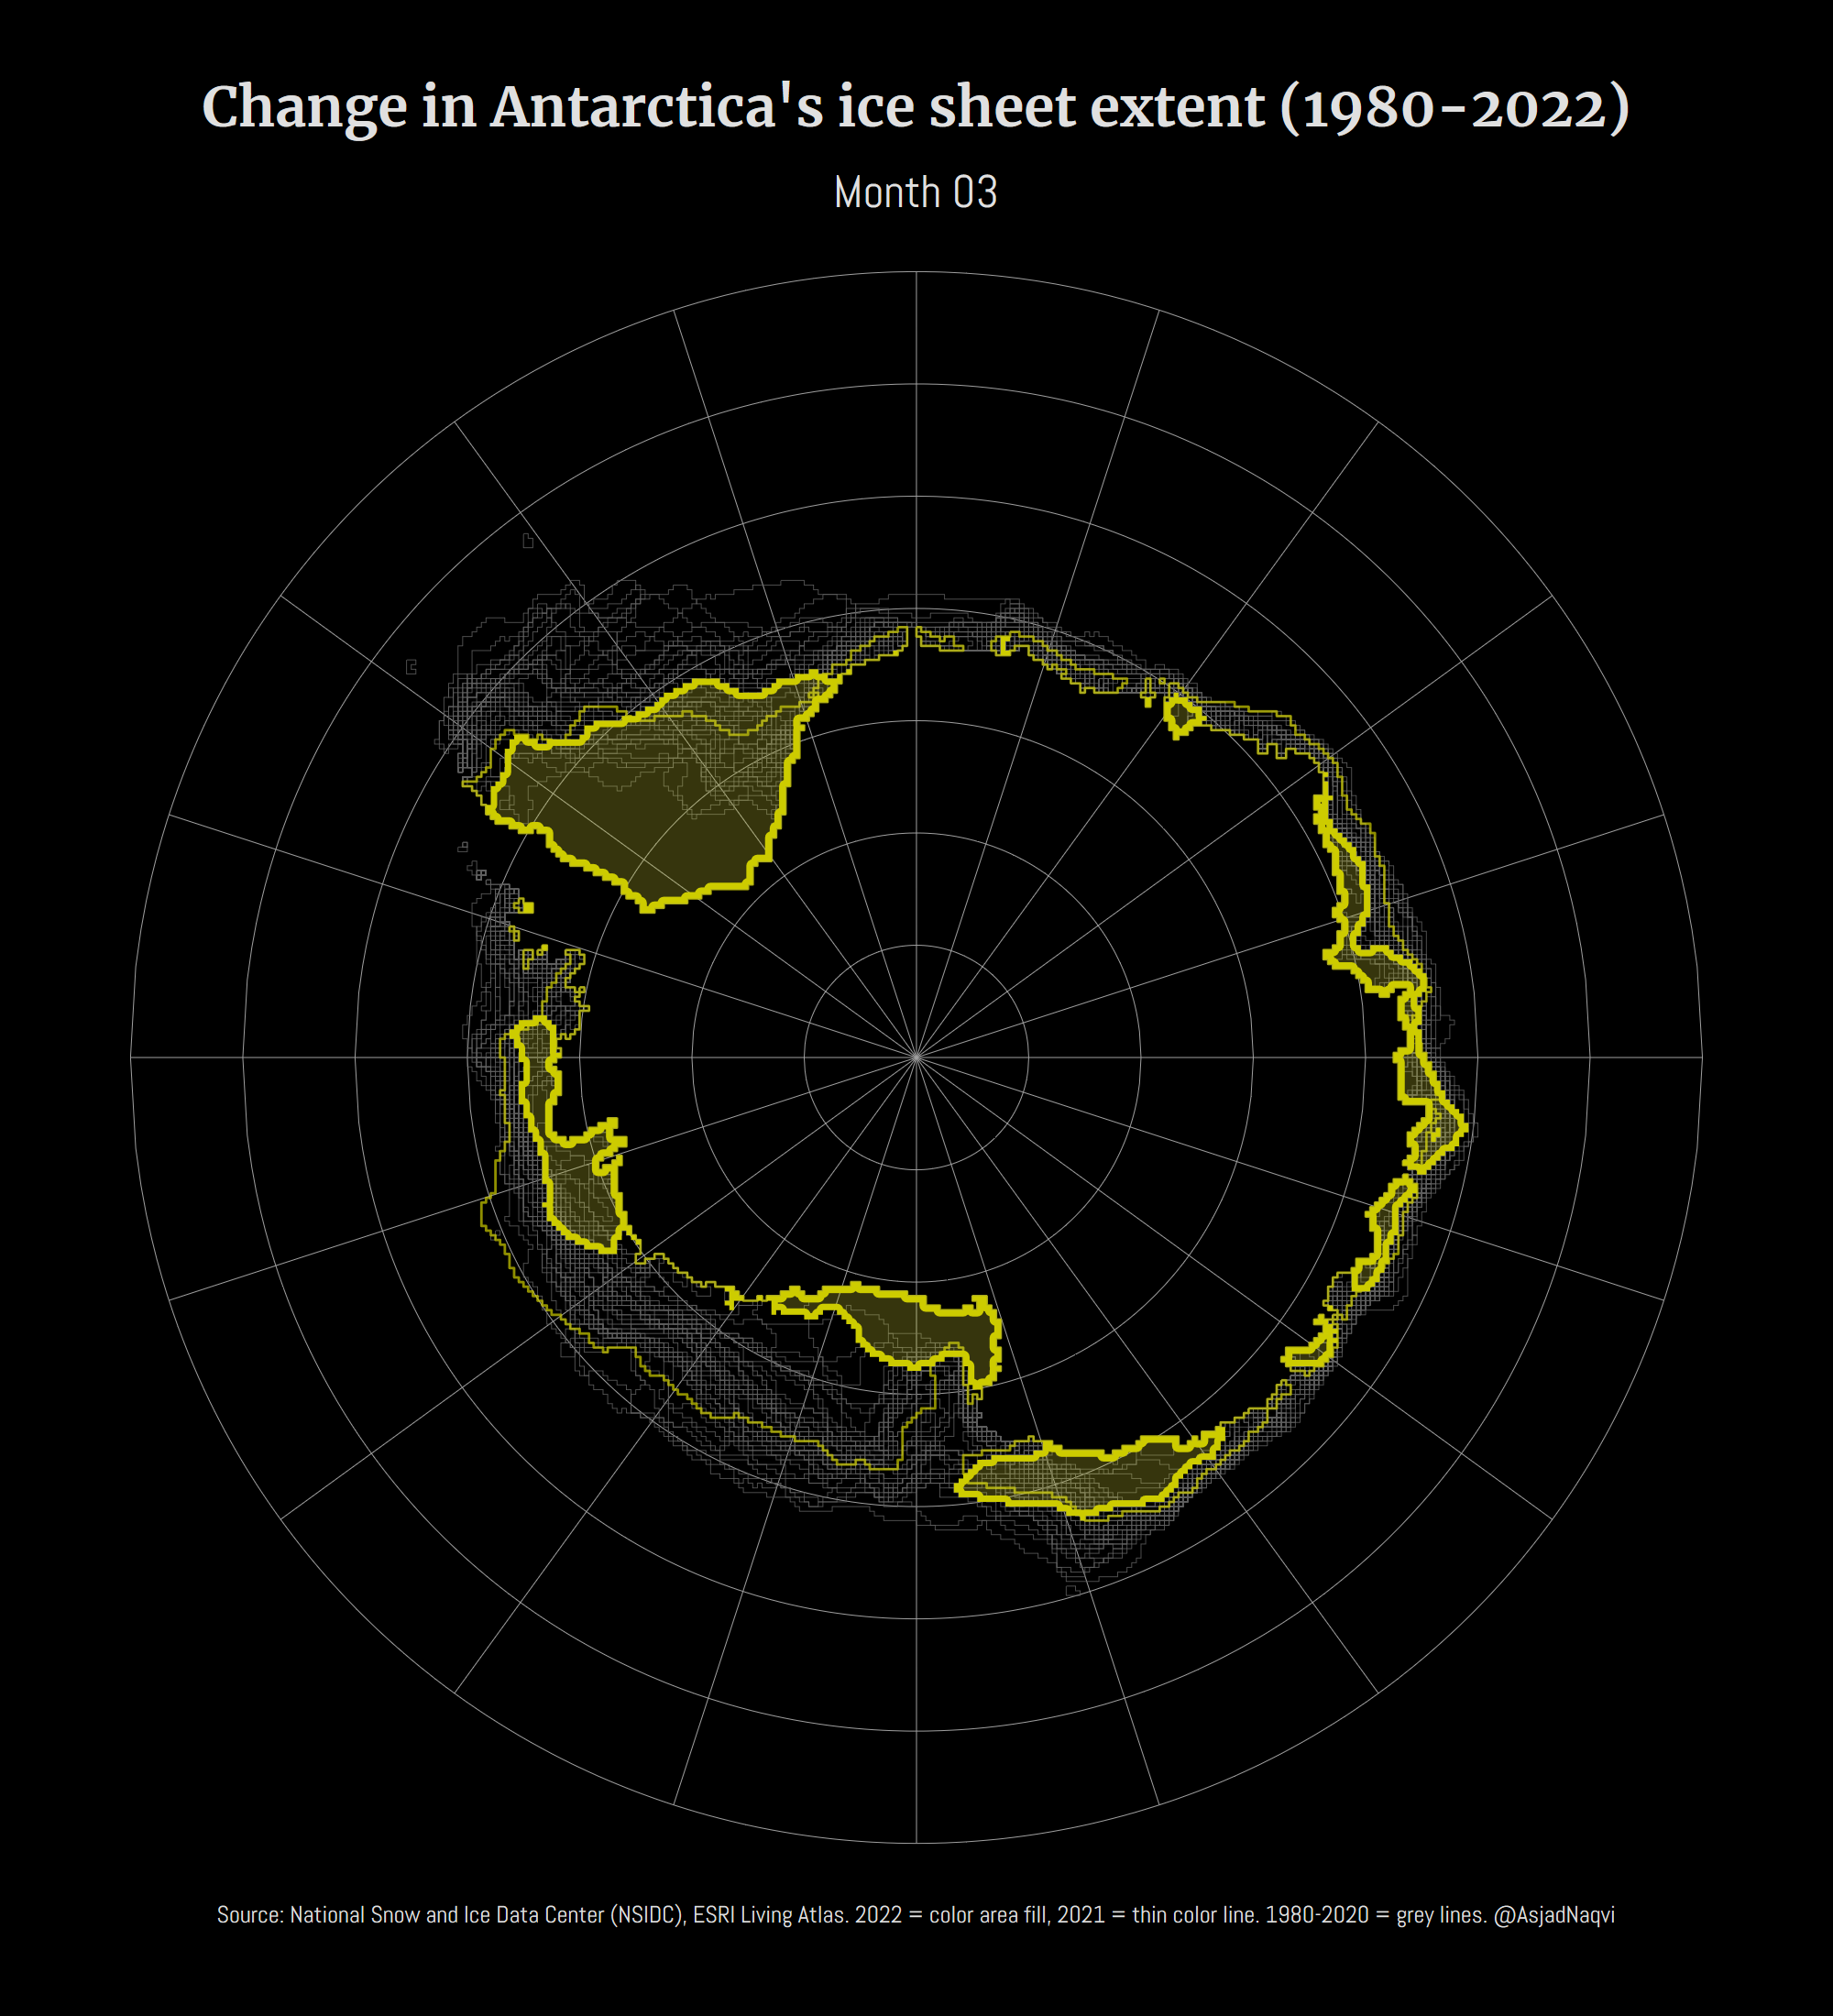 Change in Antarctica's ice sheet extent (1980-2022)
Month 03
Source: National Snow and Ice Data Center (NSIDC), ESRI Living Atlas. 2022 = color area fill, 2021 = thin color line. 1980-2020 = grey lines. @AsjadNaqvi